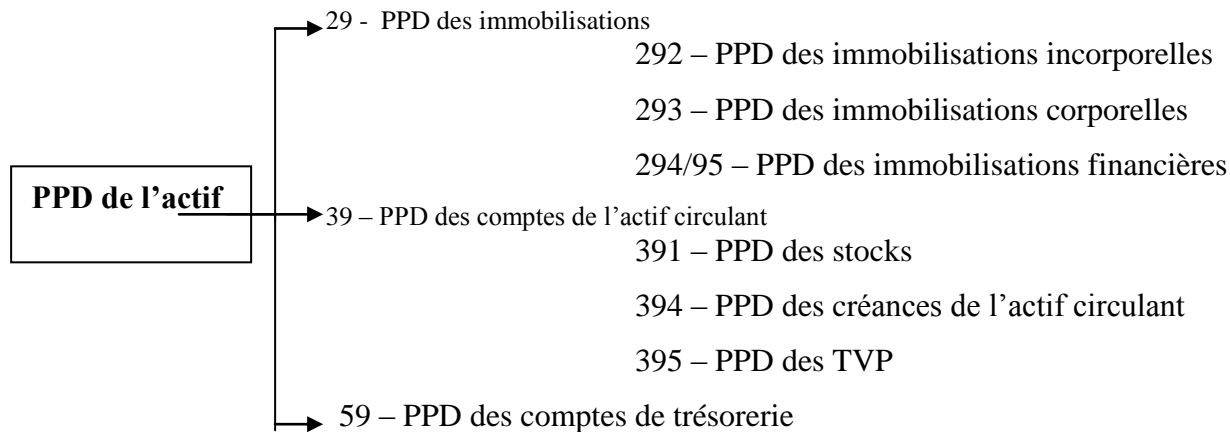 29 - PPD des immobilisations
292 – PPD des immobilisations incorporelles
293 – PPD des immobilisations corporelles
294/95 – PPD des immobilisations financières
PPD de l’actif
39 – PPD des comptes de l’actif circulant
391 – PPD des stocks
394 – PPD des créances de l’actif circulant
395 – PPD des TVP
59 – PPD des comptes de trésorerie